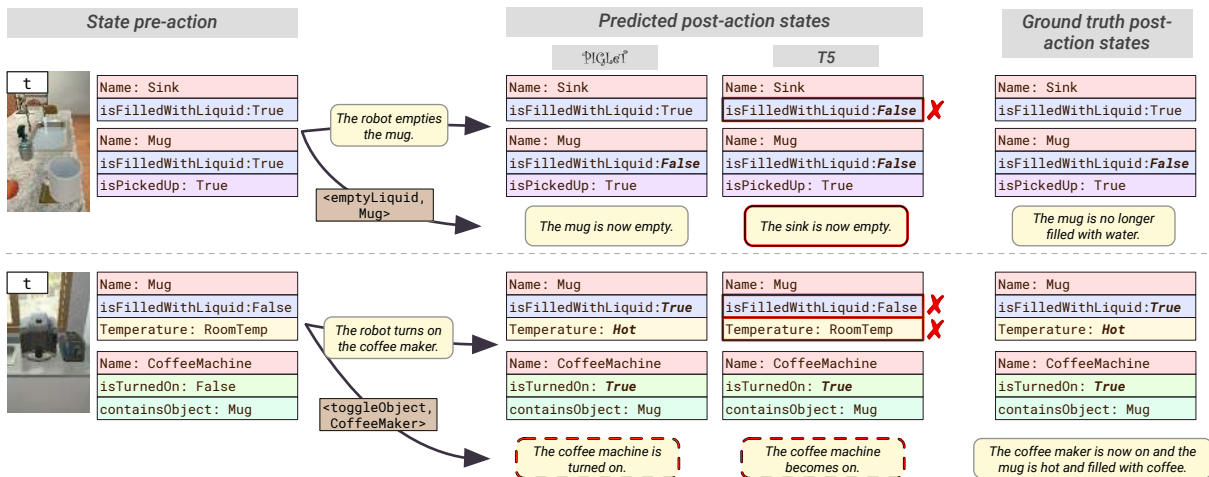 State pre-action
Predicted post-action states
Ground truth post-
action states
PIGLeT
T5
t
Name: Sink
isFilledWithLiquid:True
Name: Mug
isFilledWithLiquid:True
isPickedUp: True
The robot empties
the mug.
<emptyLiquid,
Mug>
Name: Sink
isFilledWithLiquid:True
Name: Mug
isFilledWithLiquid:False
isPickedUp: True
The mug is now empty.
Name: Sink
isFilledWithLiquid:False
Name: Mug
isFilledWithLiquid:False
isPickedUp: True
The sink is now empty.
Name: Sink
isFilledWithLiquid:True
Name: Mug
isFilledWithLiquid:False
isPickedUp: True
The mug is no longer
filled with water.
t
Name: Mug
isFilledWithLiquid:False
Temperature: RoomTemp
Name: CoffeeMachine
isTurnedOn: False
containsObject: Mug
The robot turns on
the coffee maker.
<toggleObject,
CoffeeMaker>
Name: Mug
isFilledWithLiquid:True
Temperature: Hot
Name: CoffeeMachine
isTurnedOn: True
containsObject: Mug
The coffee machine is
turned on.
Name: Mug
isFilledWithLiquid:False
Temperature: RoomTemp
Name: CoffeeMachine
isTurnedOn: True
containsObject: Mug
The coffee machine
becomes on.
Name: Mug
isFilledWithLiquid:True
Temperature: Hot
Name: CoffeeMachine
isTurnedOn: True
containsObject: Mug
The coffee maker is now on and the
mug is hot and filled with coffee.